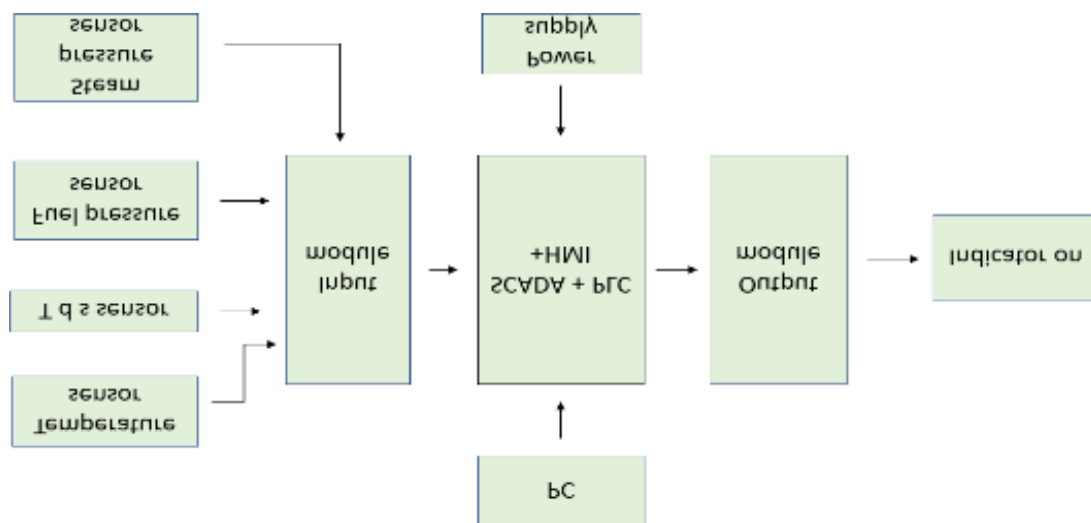 PC
Temperature
sensor
T d s sensor
Fuel pressure
sensor
Steam
pressure
sensor
Input
module
SCADA + PLC
+HMI
Output
module
Indicator on
Power
supply